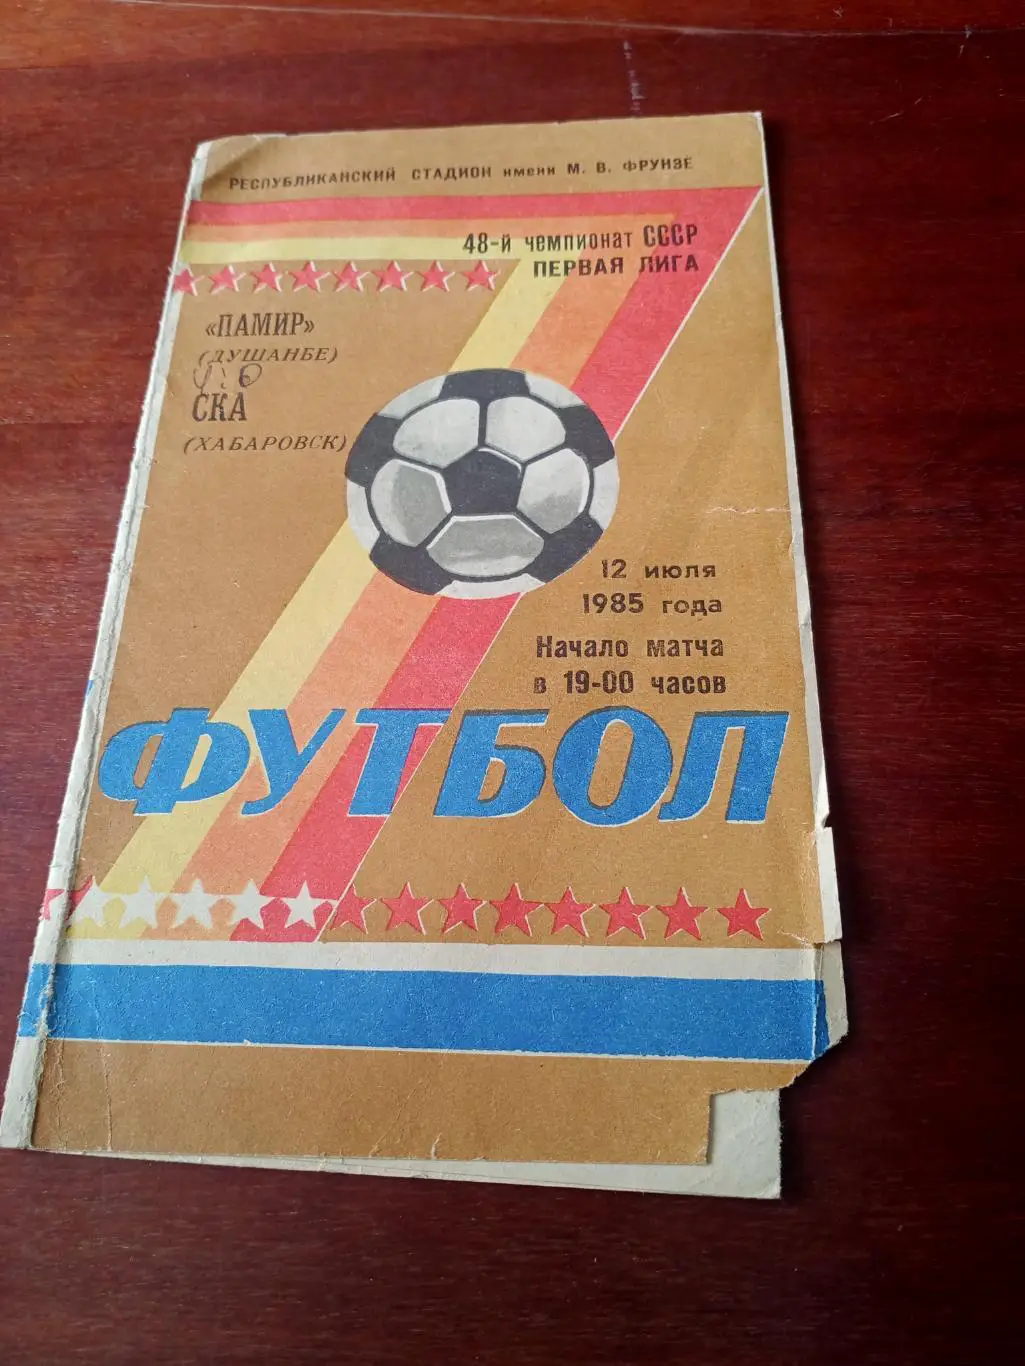 РЕСПУБЛИКАНСКИЙ СТАДИОН имени М. В. ФРУНЗЕ
48-й чемпионат СССР
ПЕРВАЯ ЛИГА
«ПАМИР»
(ДУШАНБЕ)
СКА
(ХАБАРОВСК)
12 июля
1985 года
Начало матча
в 19-00 часов
ФУТБОЛ